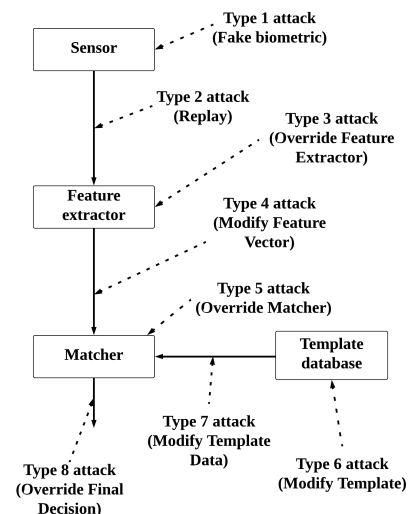 Type 1 attack
(Fake biometric)
Sensor
Type 2 attack
(Replay)
Type 3 attack
(Override Feature
Extractor)
Feature
extractor
Type 4 attack
(Modify Feature
Vector)
Type 5 attack
(Override Matcher)
Matcher
Template
database
Type 7 attack
(Modify Template
Data)
Type 6 attack
(Modify Template)
Type 8 attack
(Override Final
Decision)